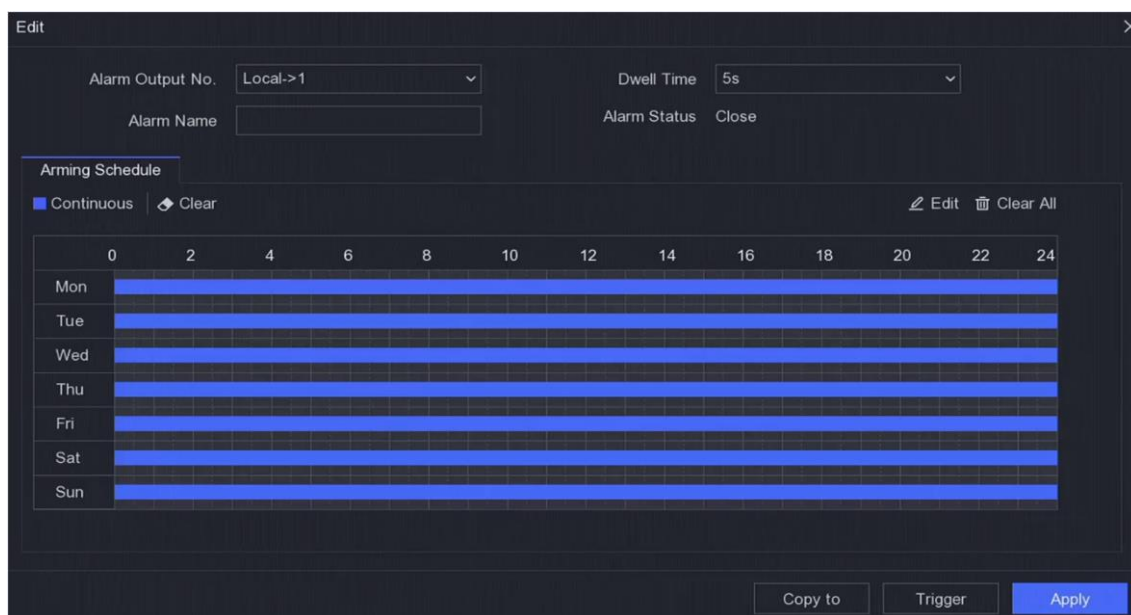 Edit
Alarm Output No. Local->1 Dwell Time 5s
Alarm Name Alarm Status Close
Arming Schedule
Continuous Clear Edit Clear All
0 2 4 6 8 10 12 14 16 18 20 22 24
Mon
Tue
Wed
Thu
Fri
Sat
Sun
Copy to Trigger Apply